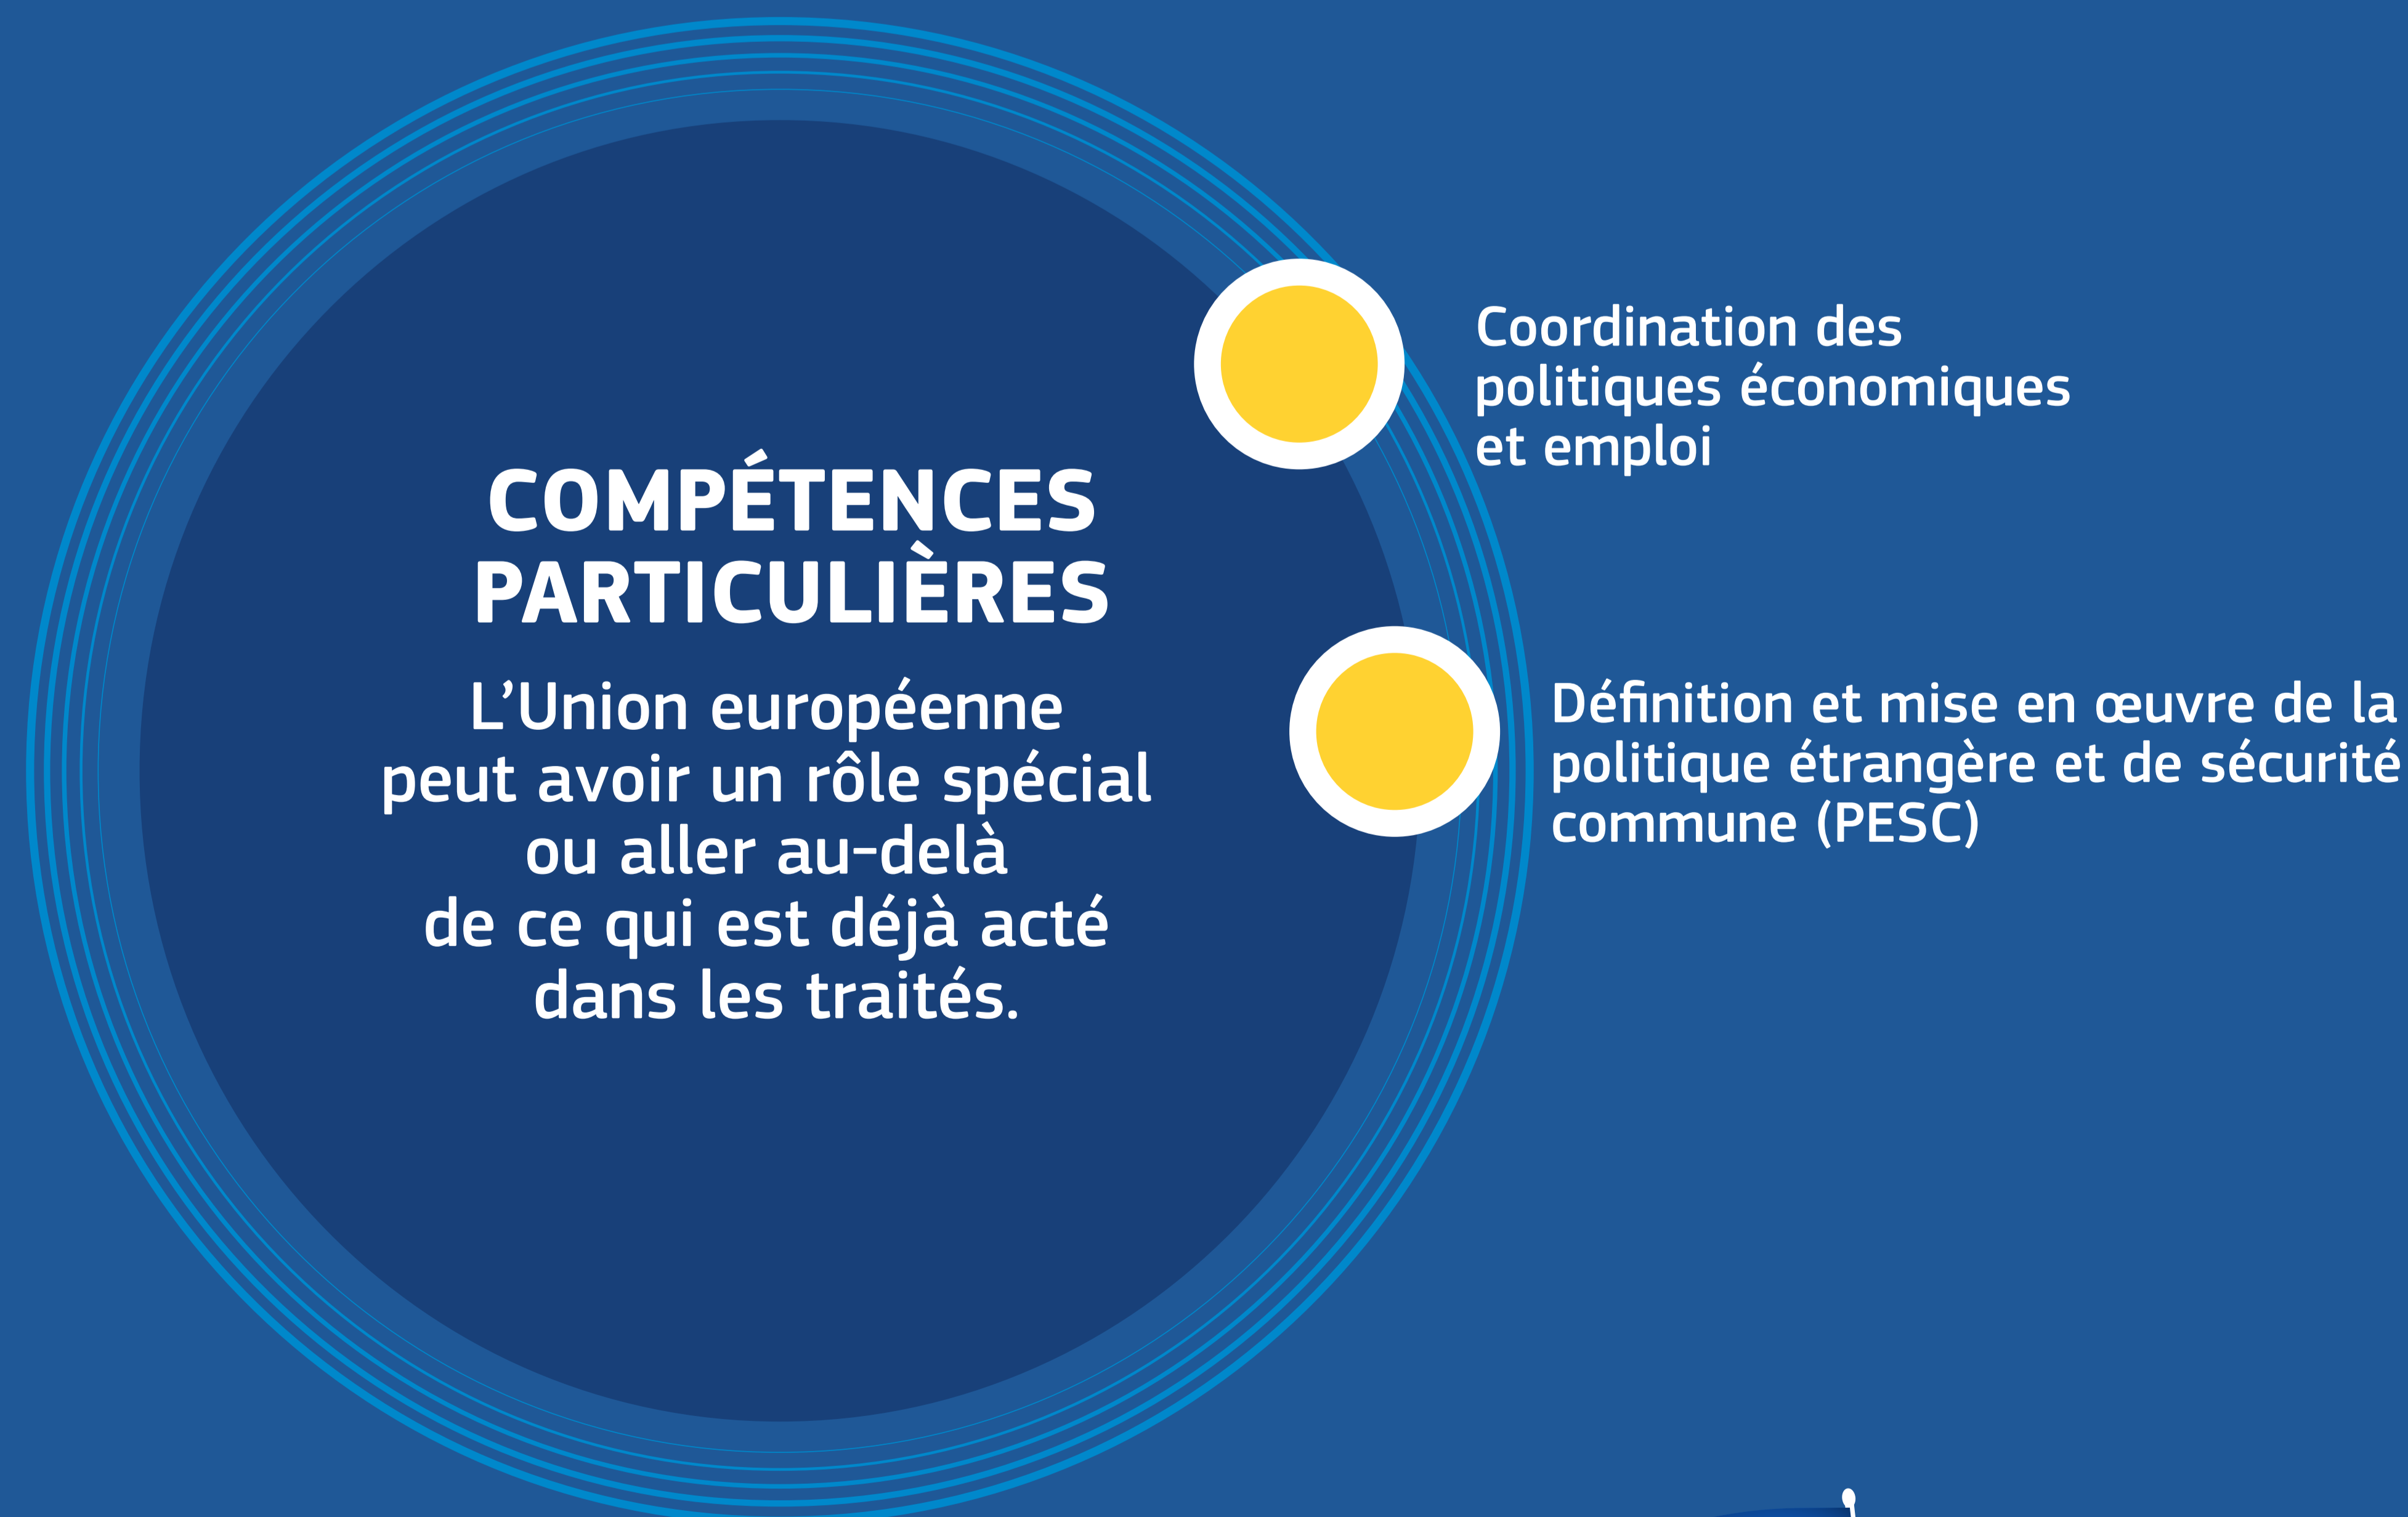 COMPÉTENCES
PARTICULIÈRES
L’Union européenne
peut avoir un rôle spécial
ou aller au-delà
de ce qui est déjà acté
dans les traités.
Coordination des
politiques économiques
et emploi
Définition et mise en œuvre de la
politique étrangère et de sécurité
commune (PESC)